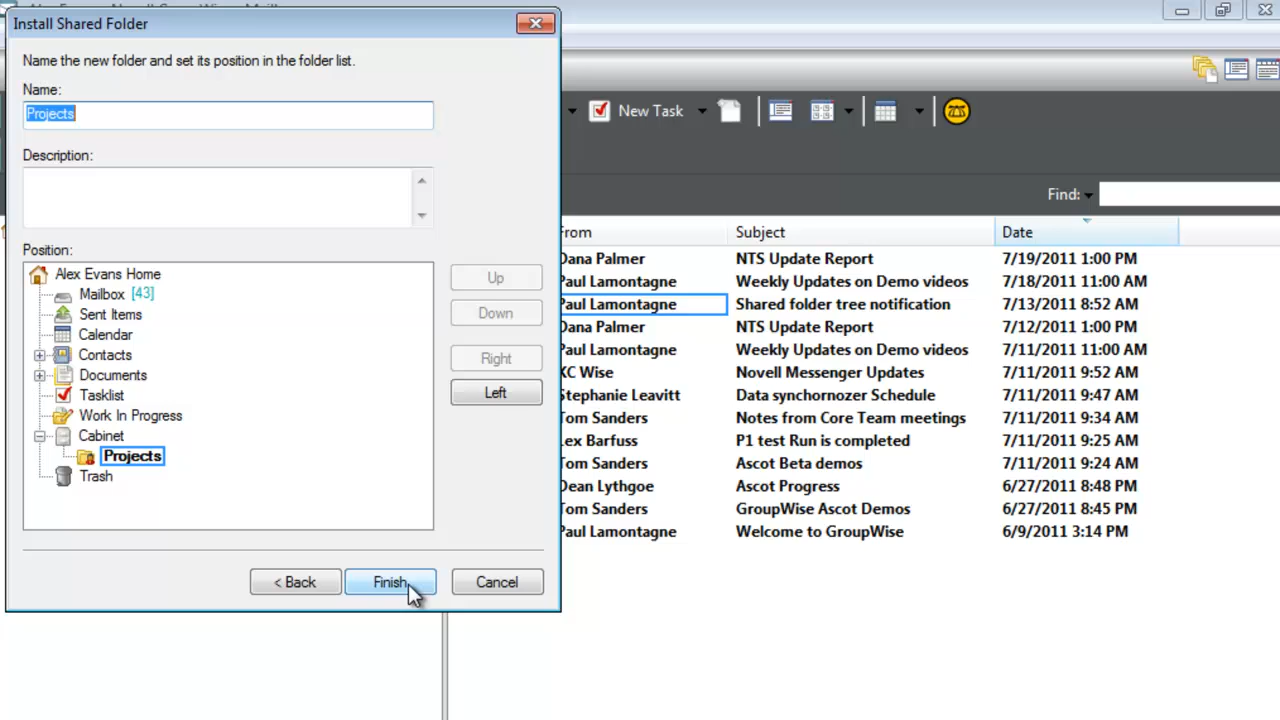 Install Shared Folder
Name the new folder and set its position in the folder list.
Name:
Projects
Description:
Position:
Alex Evans Home
Mailbox [43]
Sent Items
Calendar
Contacts
Documents
Tasklist
Work In Progress
Cabinet
Projects
Trash
Up
Down
Right
Left
< Back
Finish
Cancel
New Task
Find:
From Subject Date
Dana Palmer NTS Update Report 7/19/2011 1:00 PM
Paul Lamontagne Weekly Updates on Demo videos 7/18/2011 11:00 AM
Paul Lamontagne Shared folder tree notification 7/13/2011 8:52 AM
Dana Palmer NTS Update Report 7/12/2011 1:00 PM
Paul Lamontagne Weekly Updates on Demo videos 7/11/2011 11:00 AM
KC Wise Novell Messenger Updates 7/11/2011 9:52 AM
Stephanie Leavitt Data synchornozer Schedule 7/11/2011 9:47 AM
Tom Sanders Notes from Core Team meetings 7/11/2011 9:34 AM
Lex Barfuss P1 test Run is completed 7/11/2011 9:25 AM
Tom Sanders Ascot Beta demos 7/11/2011 9:24 AM
Dean Lythgoe Ascot Progress 6/27/2011 8:48 PM
Tom Sanders GroupWise Ascot Demos 6/27/2011 8:45 PM
Paul Lamontagne Welcome to GroupWise 6/9/2011 3:14 PM